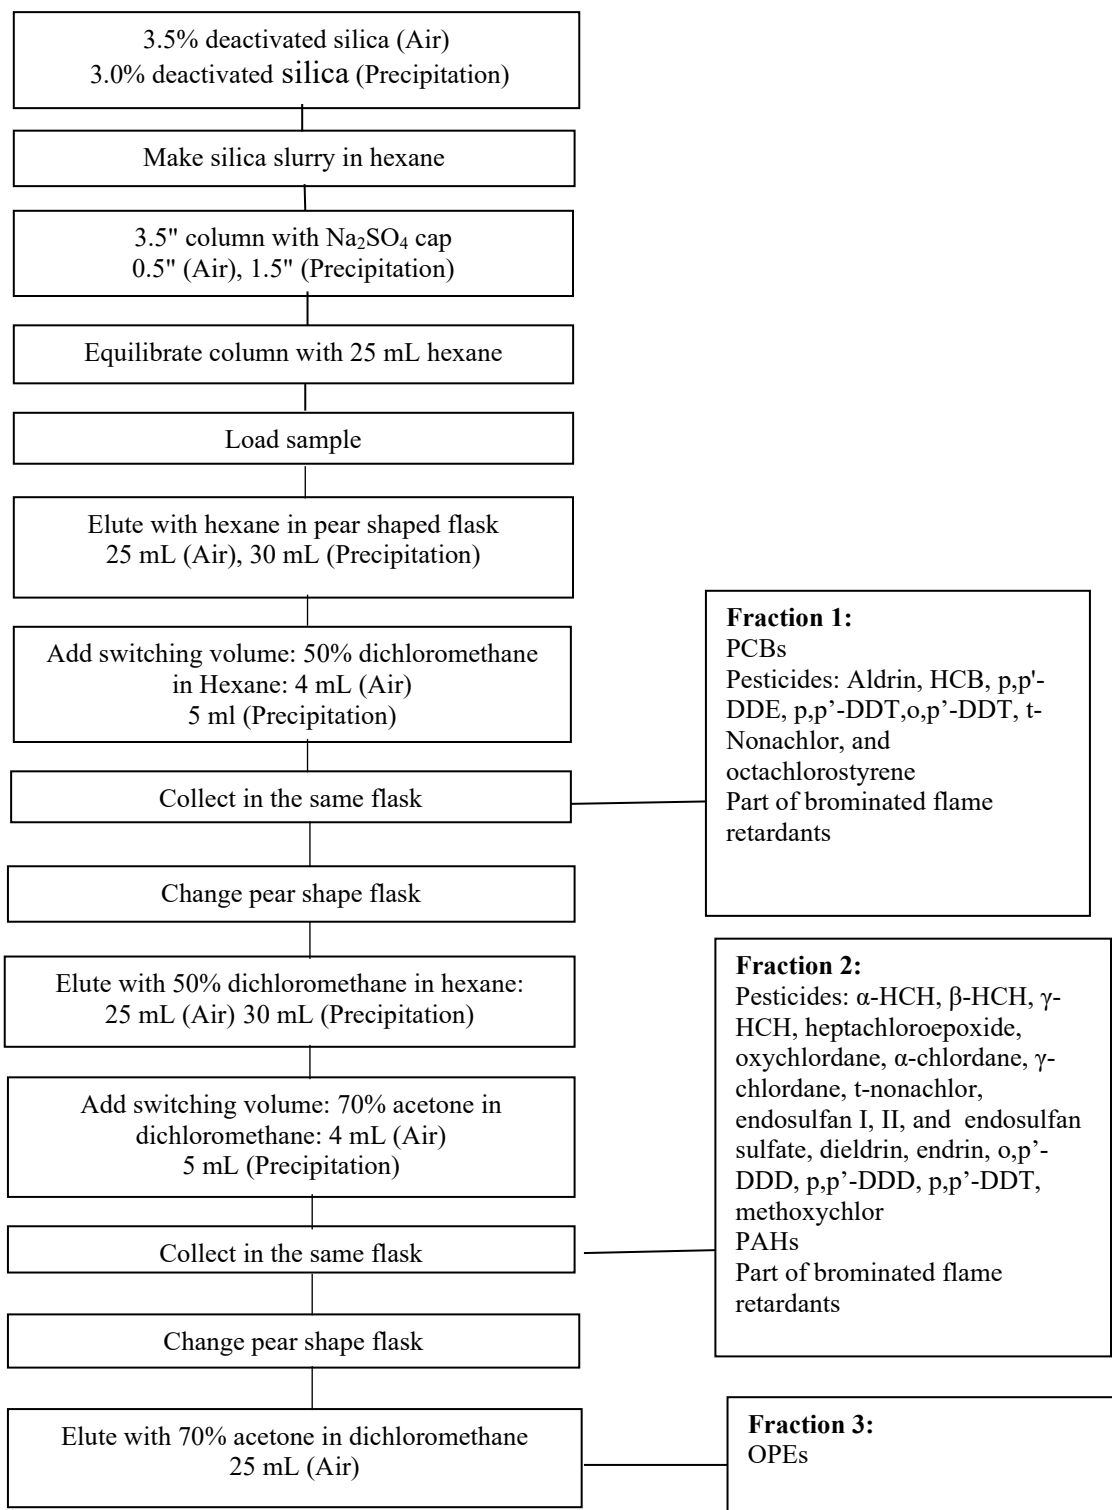 3.5% deactivated silica (Air)
3.0% deactivated silica (Precipitation)
Make silica slurry in hexane
3.5" column with Na₂SO₄ cap
0.5" (Air), 1.5" (Precipitation)
Equilibrate column with 25 mL hexane
Load sample
Elute with hexane in pear shaped flask
25 mL (Air), 30 mL (Precipitation)
Add switching volume: 50% dichloromethane
in Hexane: 4 mL (Air)
5 ml (Precipitation)
Collect in the same flask
Fraction 1:
PCBs
Pesticides: Aldrin, HCB, p,p'-
DDE, p,p’-DDT,o,p’-DDT, t-
Nonachlor, and
octachlorostyrene
Part of brominated flame
retardants
Change pear shape flask
Elute with 50% dichloromethane in hexane:
25 mL (Air) 30 mL (Precipitation)
Add switching volume: 70% acetone in
dichloromethane: 4 mL (Air)
5 mL (Precipitation)
Collect in the same flask
Fraction 2:
Pesticides: α-HCH, β-HCH, γ-
HCH, heptachloroepoxide,
oxychlordane, α-chlordane, γ-
chlordane, t-nonachlor,
endosulfan I, II, and endosulfan
sulfate, dieldrin, endrin, o,p’-
DDD, p,p’-DDD, p,p’-DDT,
methoxychlor
PAHs
Part of brominated flame
retardants
Change pear shape flask
Elute with 70% acetone in dichloromethane
25 mL (Air)
Fraction 3:
OPEs